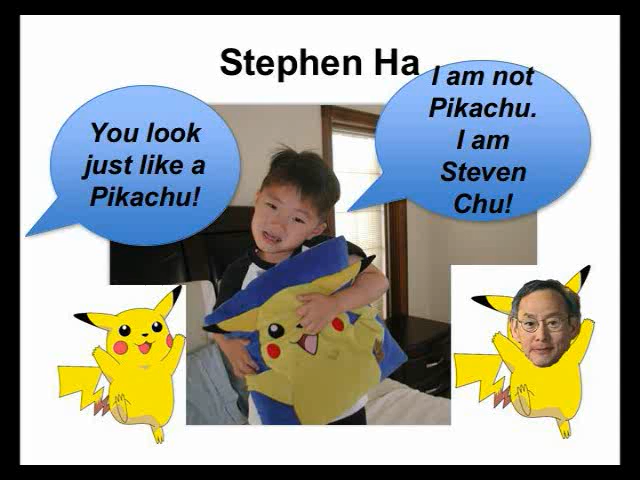 Stephen Ha
You look
just like a
Pikachu!
I am not
Pikachu.
I am
Steven
Chu!